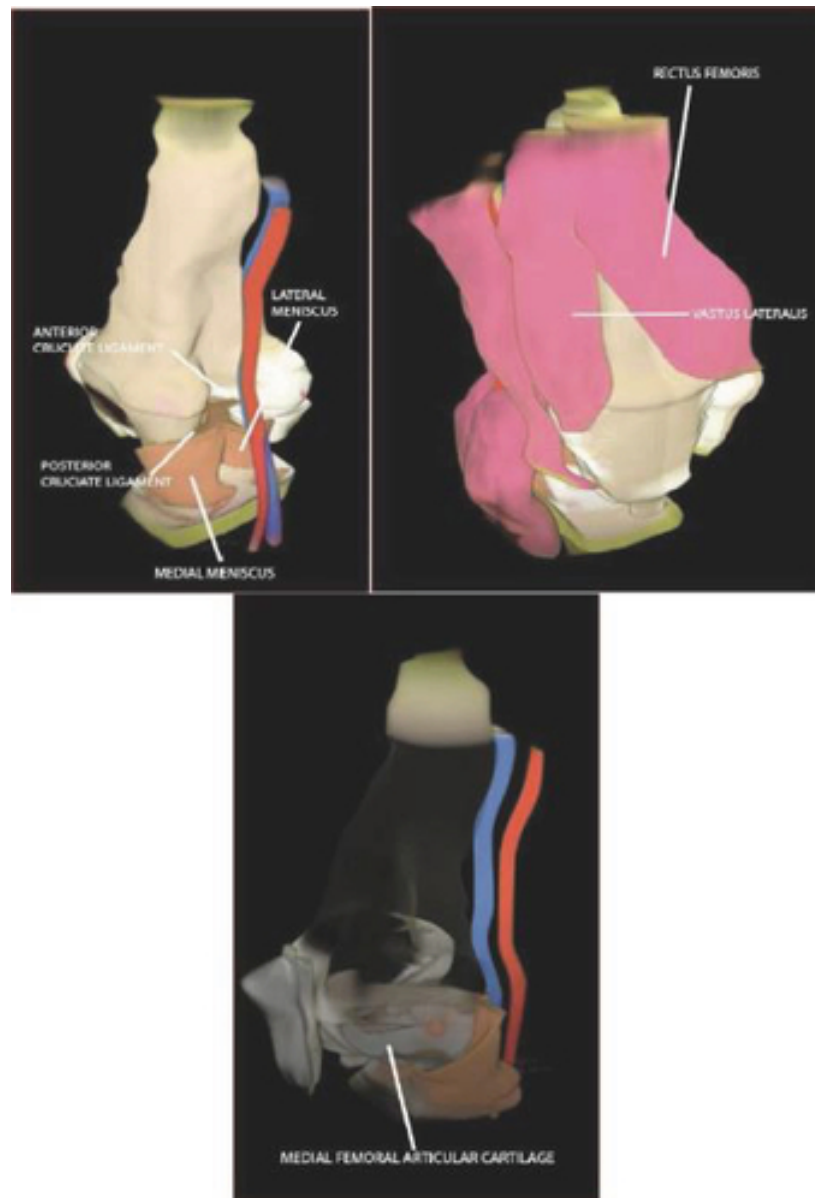 LATERAL
MENISCUS
ANTERIOR
CRUCIATE LIGAMENT
POSTERIOR
CRUCIATE LIGAMENT
MEDIAL MENISCUS
RECTUS FEMORIS
VASTUS LATERALIS
MEDIAL FEMORAL ARTICULAR CARTILAGE